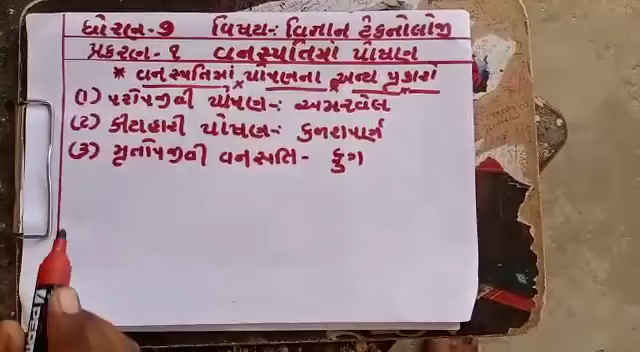 ધોરણ-૭ વિષય:- વિજ્ઞાન ટેકનોલોજી
પ્રકરણ-૧ વનસ્પતિમાં પોષણ
* વનસ્પતિમાં પોષણના અન્ય પ્રકારો
(૧) પરોપજીવી પોષણ-: અમરવેલ
(૨) કીટાહારી પોષણ-: કળશપર્ણ
(૩) મૃતોપજીવી વનસ્પતિ- ફુગ